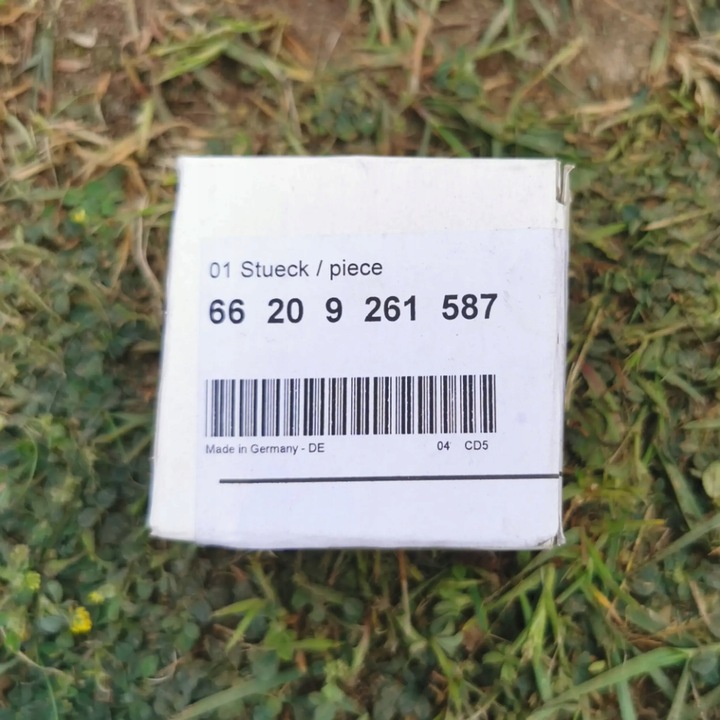 01 Stueck / piece
66 20 9 261 587
Made in Germany - DE 04 CD5